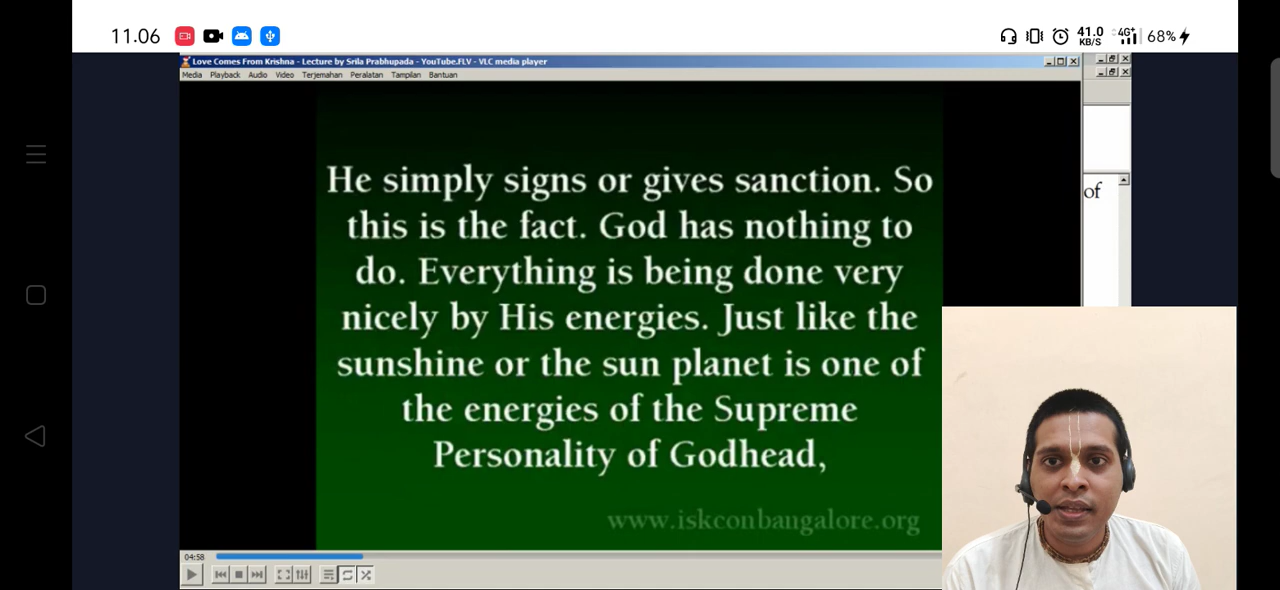 11.06
41.0
KB/S
4G+
68%
Love Comes From Krishna - Lecture by Srila Prabhupada - YouTube.FLV - VLC media player
Media Playback Audio Video Terjemahan Peralatan Tampilan Bantuan
He simply signs or gives sanction. So
this is the fact. God has nothing to
do. Everything is being done very
nicely by His energies. Just like the
sunshine or the sun planet is one of
the energies of the Supreme
Personality of Godhead,
www.iskconbangalore.org
of
04:58